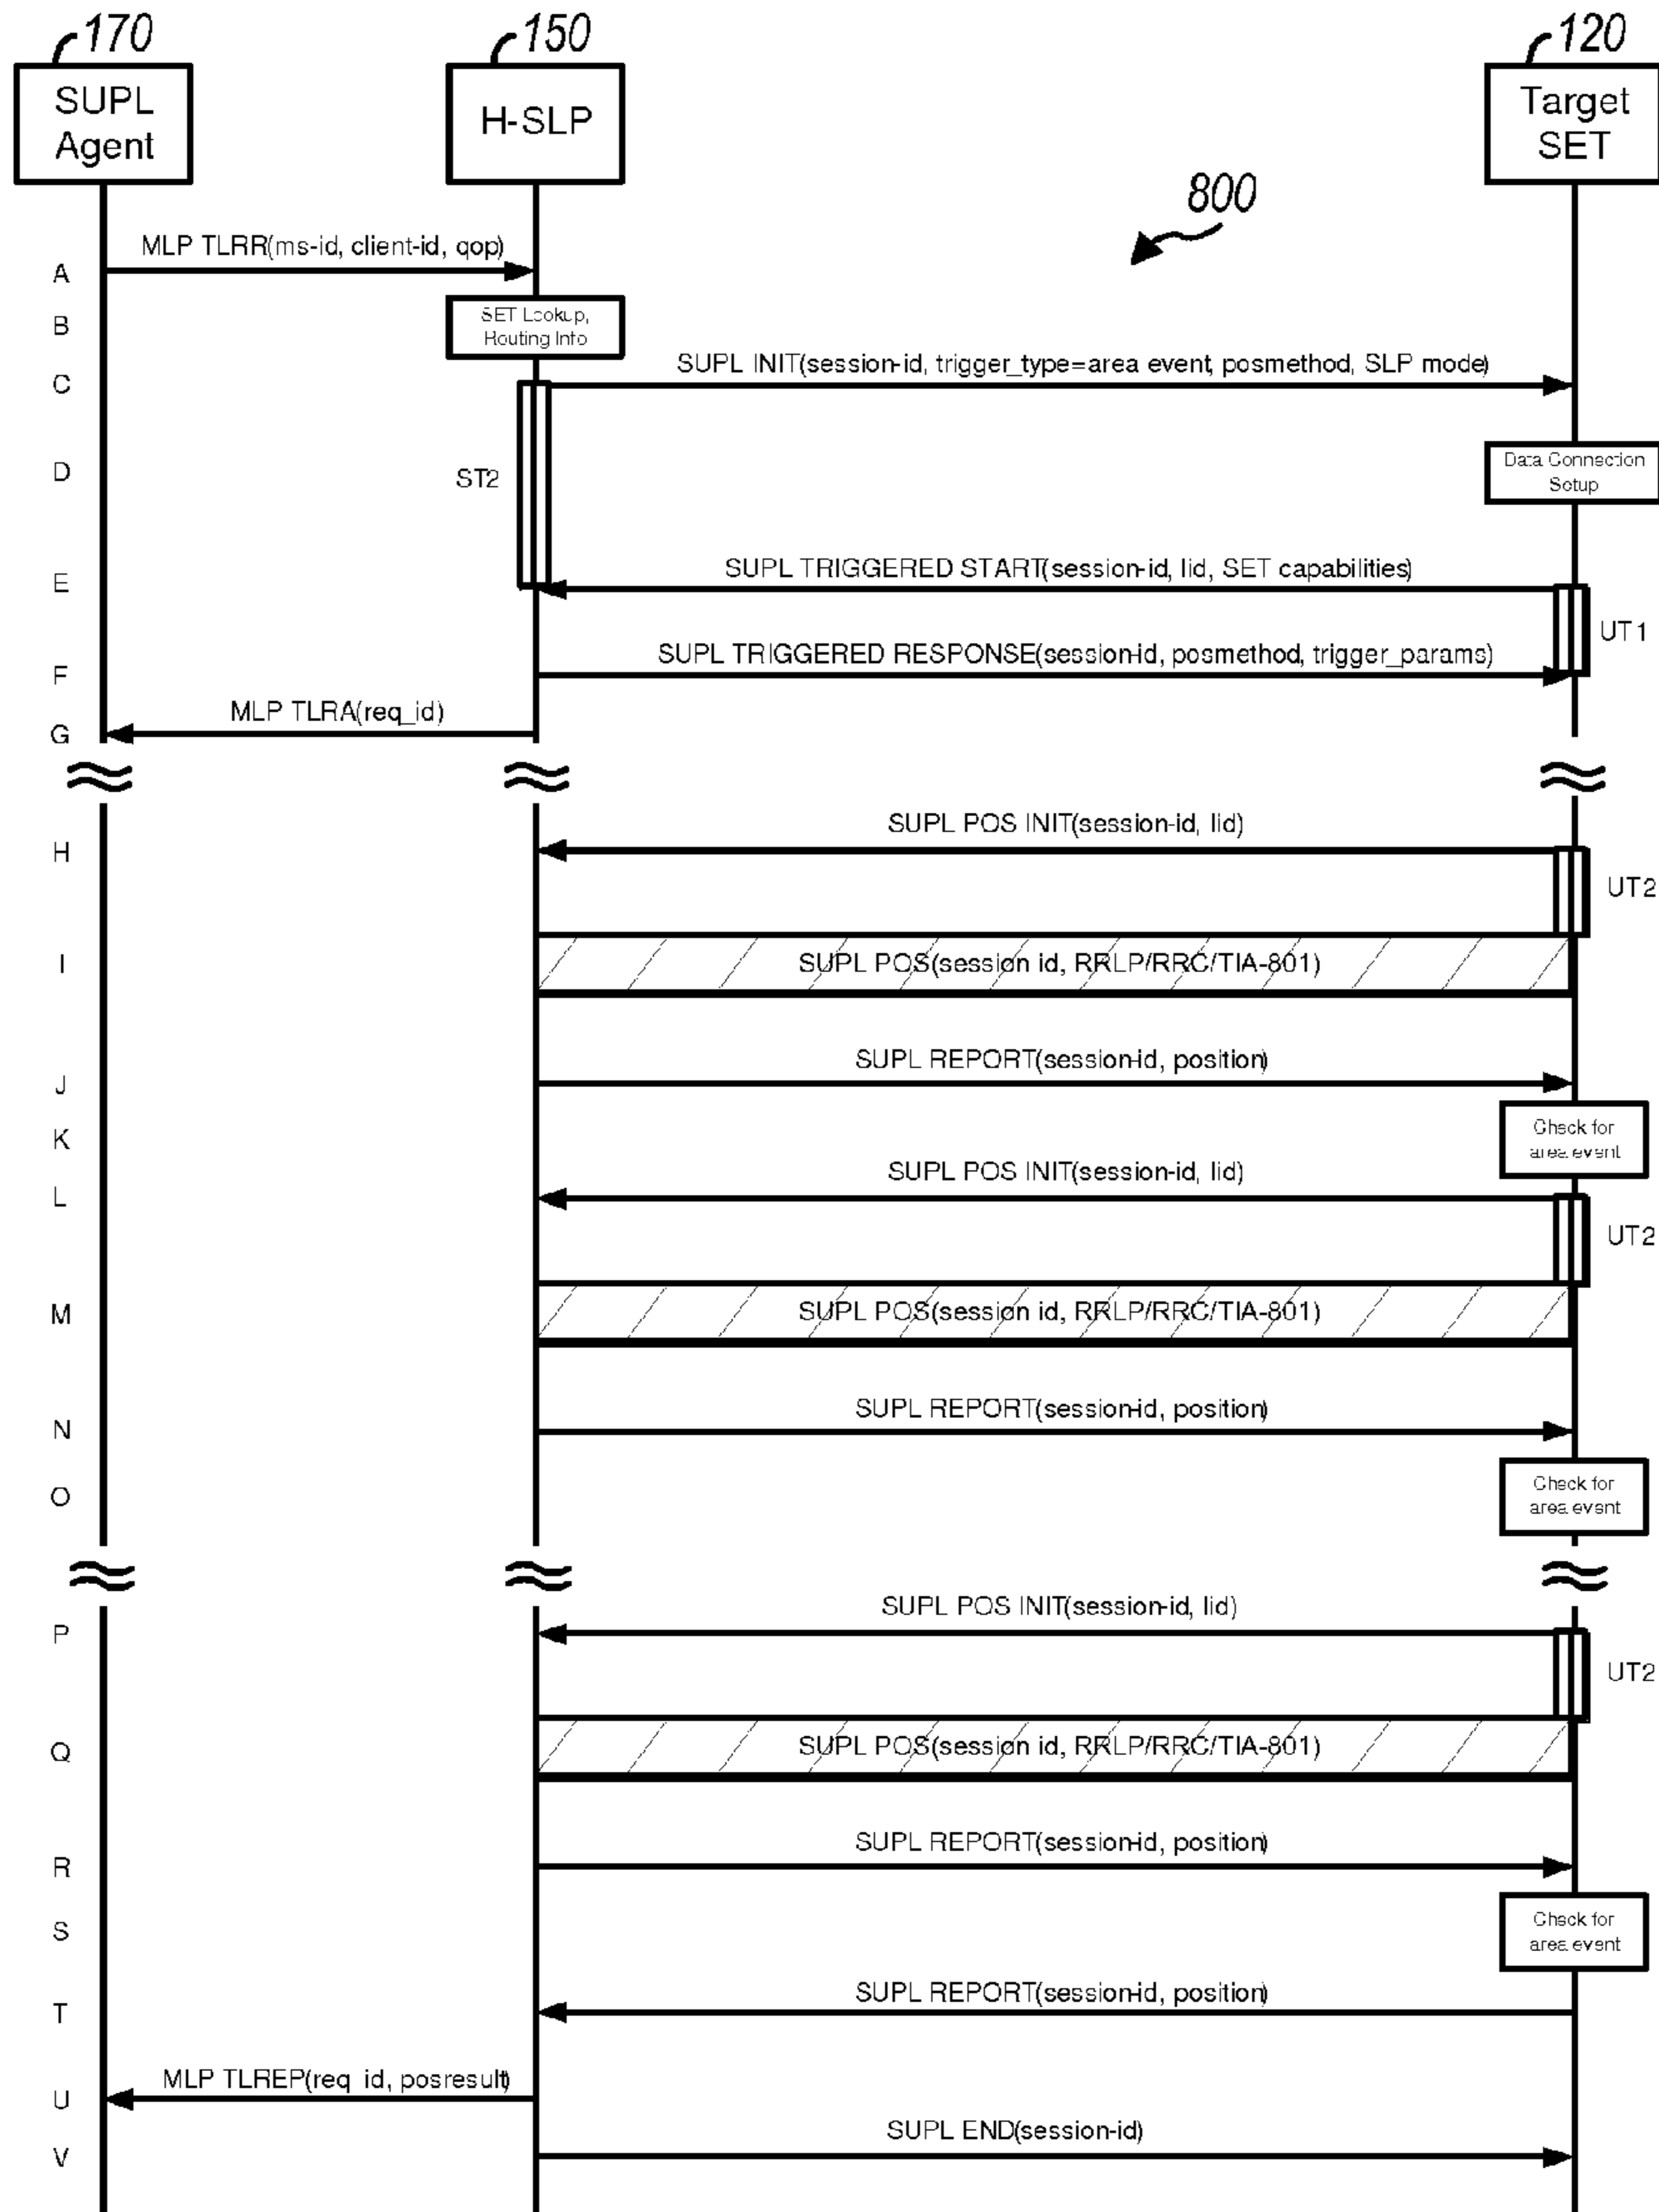 170
150
120
SUPL
Agent
H-SLP
Target
SET
800
MLP TLRR(ms-id, client-id, qop)
A
B
SET Lookup,
Routing Info
SUPL INIT(session-id, trigger_type=area event, posmethod, SLP mode)
C
D
ST2
Data Connection
Setup
SUPL TRIGGERED START(session-id, lid, SET capabilities)
E
UT1
SUPL TRIGGERED RESPONSE(session-id, posmethod, trigger_params)
F
MLP TLRA(req_id)
G
SUPL POS INIT(session-id, lid)
H
UT2
I
SUPL POS(session id, RRLP/RRC/TIA-801)
SUPL REPORT(session-id, position)
J
K
Check for
area event
SUPL POS INIT(session-id, lid)
L
UT2
M
SUPL POS(session id, RRLP/RRC/TIA-801)
SUPL REPORT(session-id, position)
N
O
Check for
area event
SUPL POS INIT(session-id, lid)
P
UT2
Q
SUPL POS(session id, RRLP/RRC/TIA-801)
SUPL REPORT(session-id, position)
R
S
Check for
area event
SUPL REPORT(session-id, position)
T
MLP TLREP(req_id, posresult)
U
SUPL END(session-id)
V